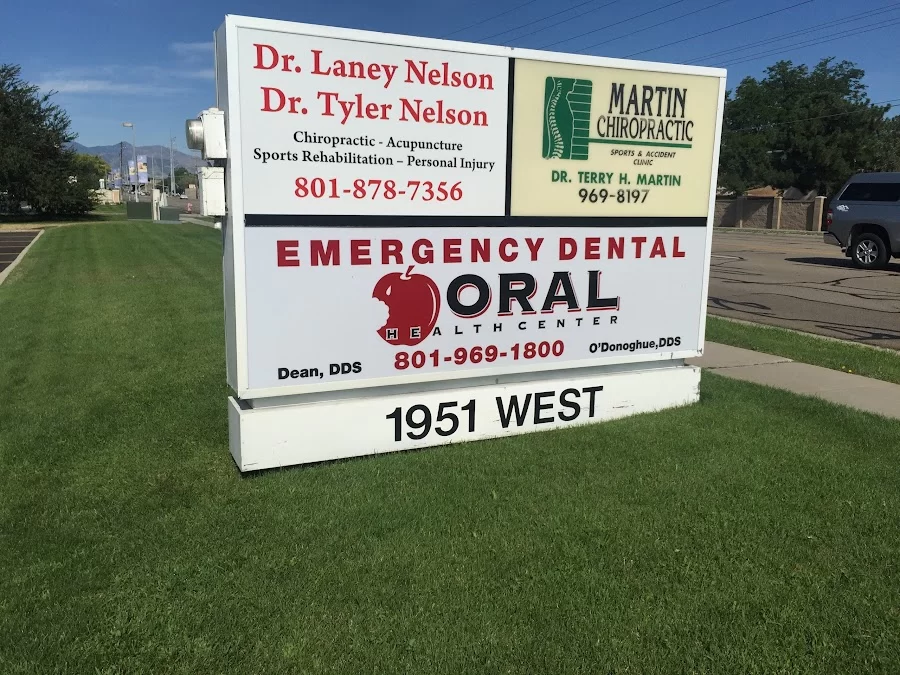 Dr. Laney Nelson
Dr. Tyler Nelson
Chiropractic - Acupuncture
Sports Rehabilitation – Personal Injury
801-878-7356
MARTIN
CHIROPRACTIC
SPORTS & ACCIDENT
CLINIC
DR. TERRY H. MARTIN
969-8197
EMERGENCY DENTAL
ORAL
HEALTH CENTER
801-969-1800
Dean, DDS
O'Donoghue, DDS
1951 WEST